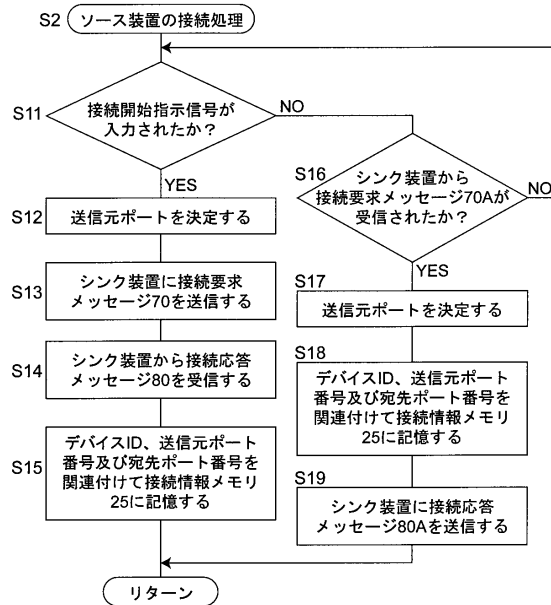 S2
ソース装置の接続処理
S11
接続開始指示信号が
入力されたか？
NO
YES
S12
送信元ポートを決定する
S13
シンク装置に接続要求
メッセージ70を送信する
S14
シンク装置から接続応答
メッセージ80を受信する
S15
デバイスID、送信元ポート
番号及び宛先ポート番号を
関連付けて接続情報メモリ
25に記憶する
S16
シンク装置から
接続要求メッセージ70Aが
受信されたか？
NO
YES
S17
送信元ポートを決定する
S18
デバイスID、送信元ポート
番号及び宛先ポート番号を
関連付けて接続情報メモリ
25に記憶する
S19
シンク装置に接続応答
メッセージ80Aを送信する
リターン